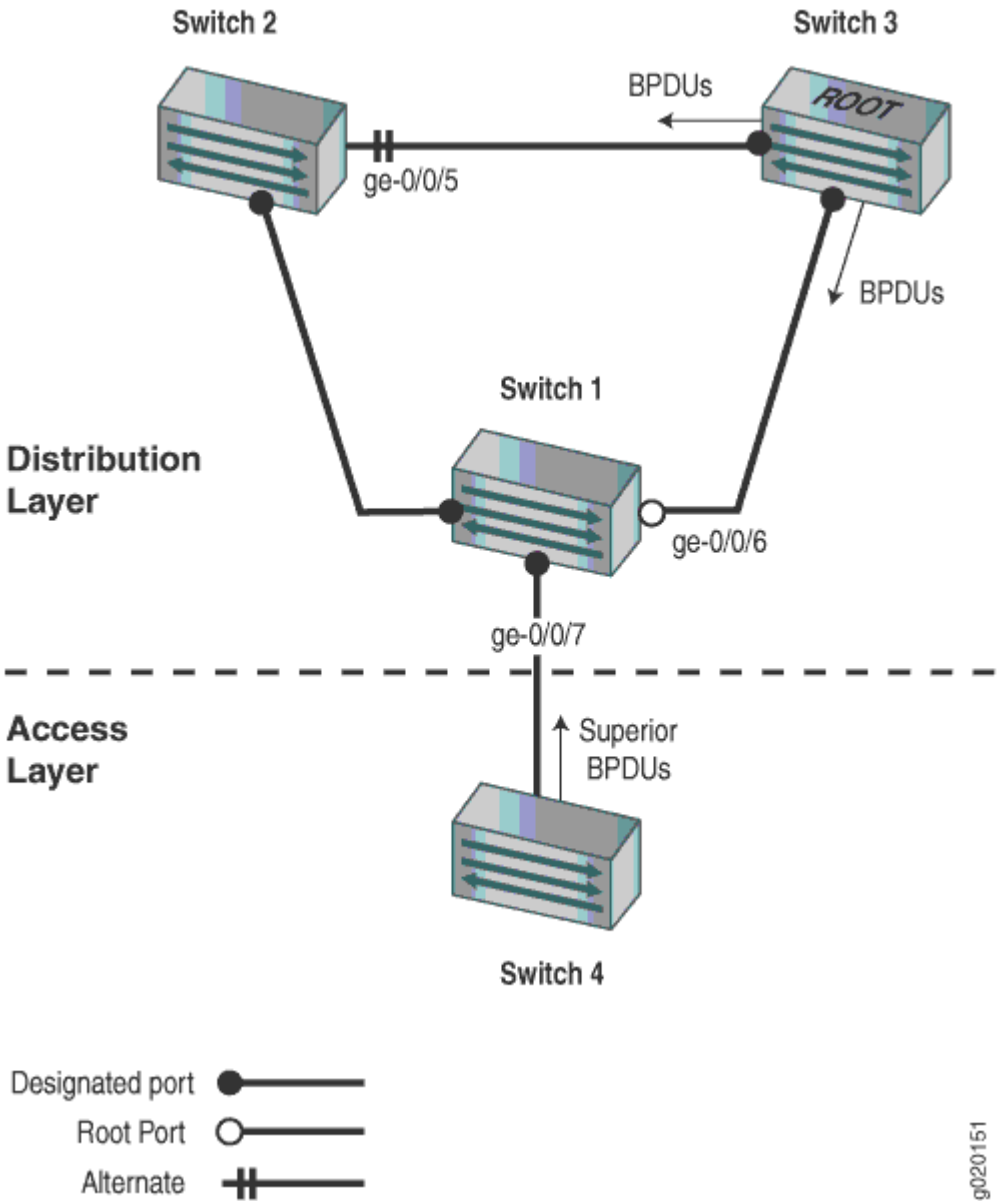 Switch 2
Switch 3
BPDUs
ROOT
ge-0/0/5
BPDUs
Switch 1
Distribution
Layer
ge-0/0/6
ge-0/0/7
Access
Layer
Superior
BPDUs
Switch 4
Designated port
Root Port
Alternate
g020151